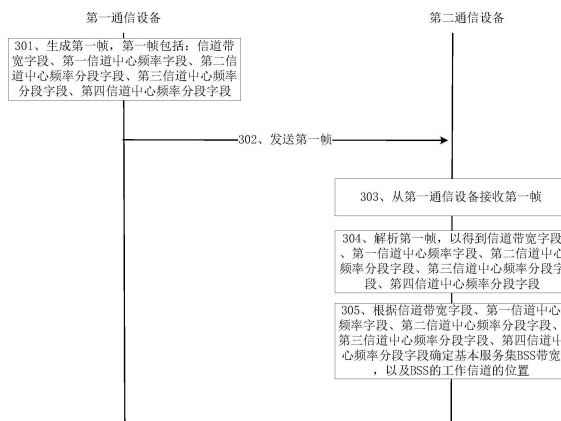 第一通信设备
第二通信设备
301、生成第一帧，第一帧包括：信道带
宽字段、第一信道中心频率字段、第二信
道中心频率分段字段、第三信道中心频率
分段字段、第四信道中心频率分段字段
302、发送第一帧
303、从第一通信设备接收第一帧
304、解析第一帧，以得到信道带宽字段
、第一信道中心频率字段、第二信道中心
频率分段字段、第三信道中心频率分段字
段、第四信道中心频率分段字段
305、根据信道带宽字段、第一信道中心
频率字段、第二信道中心频率分段字段、
第三信道中心频率分段字段、第四信道中
心频率分段字段确定基本服务集BSS带宽
，以及BSS的工作信道的位置